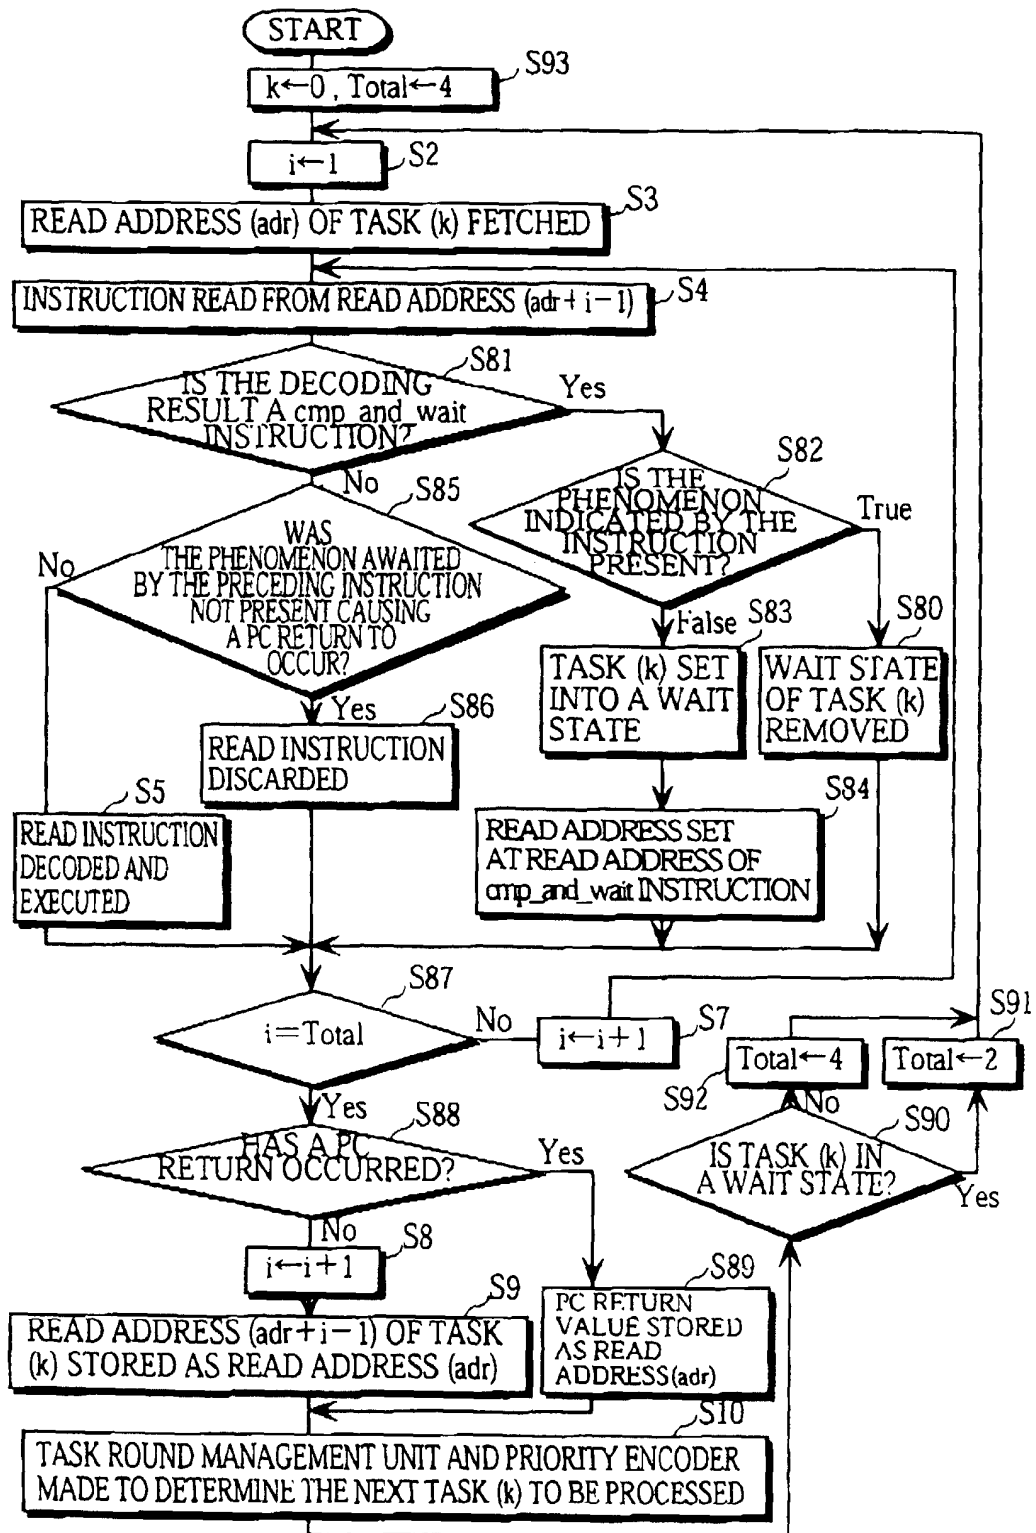 START
S93
k←0 , Total←4
S2
i←1
S3
READ ADDRESS (adr) OF TASK (k) FETCHED
S4
INSTRUCTION READ FROM READ ADDRESS (adr+i−1)
S81
IS THE DECODING
RESULT A cmp_and_wait
INSTRUCTION?
Yes
No
S82
IS THE
PHENOMENON
INDICATED BY THE
INSTRUCTION
PRESENT?
True
False
S85
WAS
THE PHENOMENON AWAITED
BY THE PRECEDING INSTRUCTION
NOT PRESENT CAUSING
A PC RETURN TO
OCCUR?
No
Yes
S83
TASK (k) SET
INTO A WAIT
STATE
S80
WAIT STATE
OF TASK (k)
REMOVED
S86
READ INSTRUCTION
DISCARDED
S84
READ ADDRESS SET
AT READ ADDRESS OF
cmp_and_wait INSTRUCTION
S5
READ INSTRUCTION
DECODED AND
EXECUTED
S87
i=Total
No
Yes
S7
i←i+1
S91
Total←2
Total←4
S92
No
S90
IS TASK (k) IN
A WAIT STATE?
Yes
S88
HAS A PC
RETURN OCCURRED?
Yes
No
S8
i←i+1
S89
PC RETURN
VALUE STORED
AS READ
ADDRESS(adr)
S9
READ ADDRESS (adr+i−1) OF TASK
(k) STORED AS READ ADDRESS (adr)
S10
TASK ROUND MANAGEMENT UNIT AND PRIORITY ENCODER
MADE TO DETERMINE THE NEXT TASK (k) TO BE PROCESSED